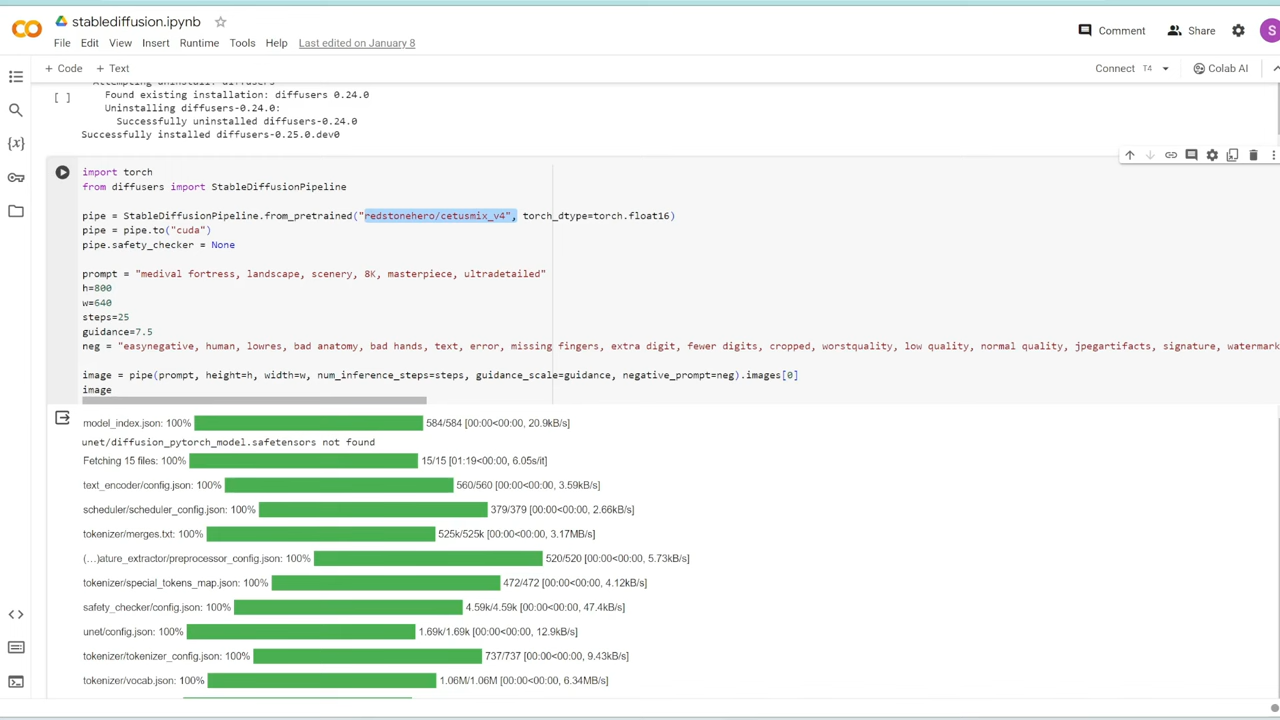 stablediffusion.ipynb
Comment
Share
S
File Edit View Insert Runtime Tools Help Last edited on January 8
+ Code + Text
Connect T4
Colab AI
Attempting uninstall: diffusers
[ ] Found existing installation: diffusers 0.24.0
Uninstalling diffusers-0.24.0:
Successfully uninstalled diffusers-0.24.0
Successfully installed diffusers-0.25.0.dev0
import torch
from diffusers import StableDiffusionPipeline
pipe = StableDiffusionPipeline.from_pretrained("redstonehero/cetusmix_v4", torch_dtype=torch.float16)
pipe = pipe.to("cuda")
pipe.safety_checker = None
prompt = "medival fortress, landscape, scenery, 8K, masterpiece, ultradetailed"
h=800
w=640
steps=25
guidance=7.5
neg = "easynegative, human, lowres, bad anatomy, bad hands, text, error, missing fingers, extra digit, fewer digits, cropped, worstquality, low quality, normal quality, jpegartifacts, signature, watermark
image = pipe(prompt, height=h, width=w, num_inference_steps=steps, guidance_scale=guidance, negative_prompt=neg).images[0]
image
model_index.json: 100% 584/584 [00:00<00:00, 20.9kB/s]
unet/diffusion_pytorch_model.safetensors not found
Fetching 15 files: 100% 15/15 [01:19<00:00, 6.05s/it]
text_encoder/config.json: 100% 560/560 [00:00<00:00, 3.59kB/s]
scheduler/scheduler_config.json: 100% 379/379 [00:00<00:00, 2.66kB/s]
tokenizer/merges.txt: 100% 525k/525k [00:00<00:00, 3.17MB/s]
(…)ature_extractor/preprocessor_config.json: 100% 520/520 [00:00<00:00, 5.73kB/s]
tokenizer/special_tokens_map.json: 100% 472/472 [00:00<00:00, 4.12kB/s]
safety_checker/config.json: 100% 4.59k/4.59k [00:00<00:00, 47.4kB/s]
unet/config.json: 100% 1.69k/1.69k [00:00<00:00, 12.9kB/s]
tokenizer/tokenizer_config.json: 100% 737/737 [00:00<00:00, 9.43kB/s]
tokenizer/vocab.json: 100% 1.06M/1.06M [00:00<00:00, 6.34MB/s]